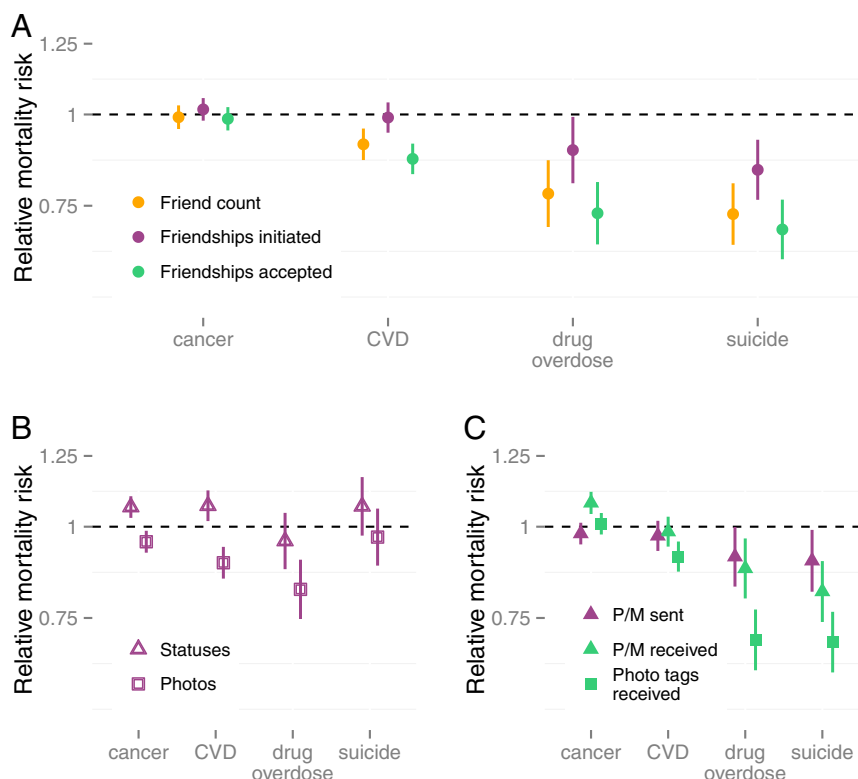 A
Relative mortality risk
1.25
1
0.75
Friend count
Friendships initiated
Friendships accepted
cancer
CVD
drug
overdose
suicide
B
Relative mortality risk
1.25
1
0.75
Statuses
Photos
cancer
CVD
drug
overdose
suicide
C
Relative mortality risk
1.25
1
0.75
P/M sent
P/M received
Photo tags
received
cancer
CVD
drug
overdose
suicide